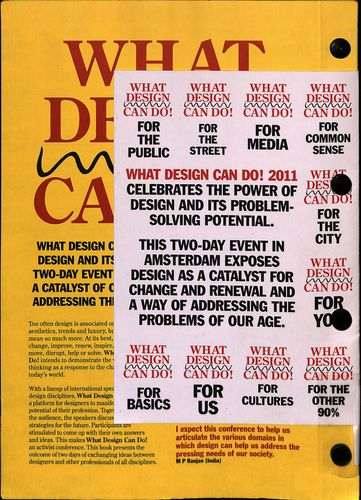 WHAT
DE
CA
WHAT DESIGN C
DESIGN AND ITS
TWO-DAY EVENT
A CATALYST OF C
ADDRESSING THE
Too often design is associated
aesthetics, trends and luxury,
mean so much more. At its best,
change, improve, renew, inspire,
move, disrupt, help or solve. Wh
Do! intends to demonstrate the
thinking as a response to the cha
today's world.
With a lineup of international spe
design disciplines, What Design
a platform for designers to manife
potential of their profession. Toge
the audience, the speakers discuss
strategies for the future. Participants are
stimulated to come up with their own answers
and ideas. This makes What Design Can Do!
an activist conference. This book presents the
outcome of two days of exchanging ideas between
designers and other professionals of all disciplines.
WHAT
DESIGN
CAN DO!
FOR
THE
PUBLIC
WHAT
DESIGN
CAN DO!
FOR
THE
STREET
WHAT
DESIGN
CAN DO!
FOR
MEDIA
WHAT
DESIGN
CAN DO!
FOR
COMMON
SENSE
WHAT DESIGN CAN DO! 2011
CELEBRATES THE POWER OF
DESIGN AND ITS PROBLEM-
SOLVING POTENTIAL.
THIS TWO-DAY EVENT IN
AMSTERDAM EXPOSES
DESIGN AS A CATALYST FOR
CHANGE AND RENEWAL AND
A WAY OF ADDRESSING THE
PROBLEMS OF OUR AGE.
WHAT
DES
CAN DO!
FOR
THE
CITY
WHAT
DESIGN
CAN DO!
FOR
YO
WHAT
DESIGN
CAN DO!
FOR
BASICS
WHAT
DESIGN
CAN DO!
FOR
US
WHAT
DESIGN
CAN DO!
FOR
CULTURES
WHAT
DESIGN
CAN DO!
FOR THE
OTHER
90%
I expect this conference to help us
articulate the various domains in
which design can help us address the
pressing needs of our society.
M P Ranjan (India)